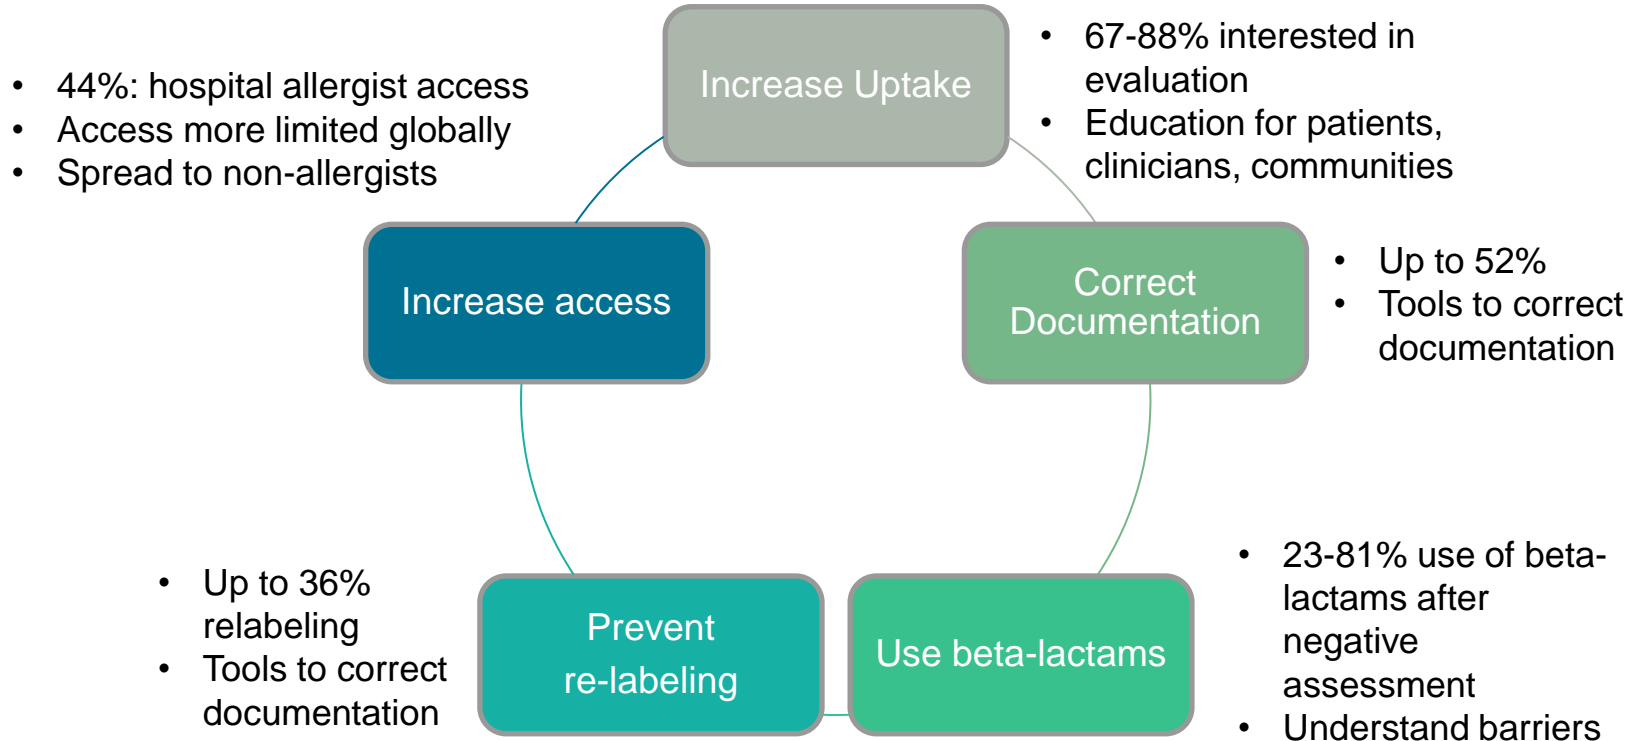 Increase Uptake
• 67-88% interested in
evaluation
• Education for patients,
clinicians, communities
• 44%: hospital allergist access
• Access more limited globally
• Spread to non-allergists
Increase access
Correct
Documentation
• Up to 52%
• Tools to correct
documentation
• Up to 36%
relabeling
• Tools to correct
documentation
Prevent
re-labeling
Use beta-lactams
• 23-81% use of beta-
lactams after
negative
assessment
• Understand barriers